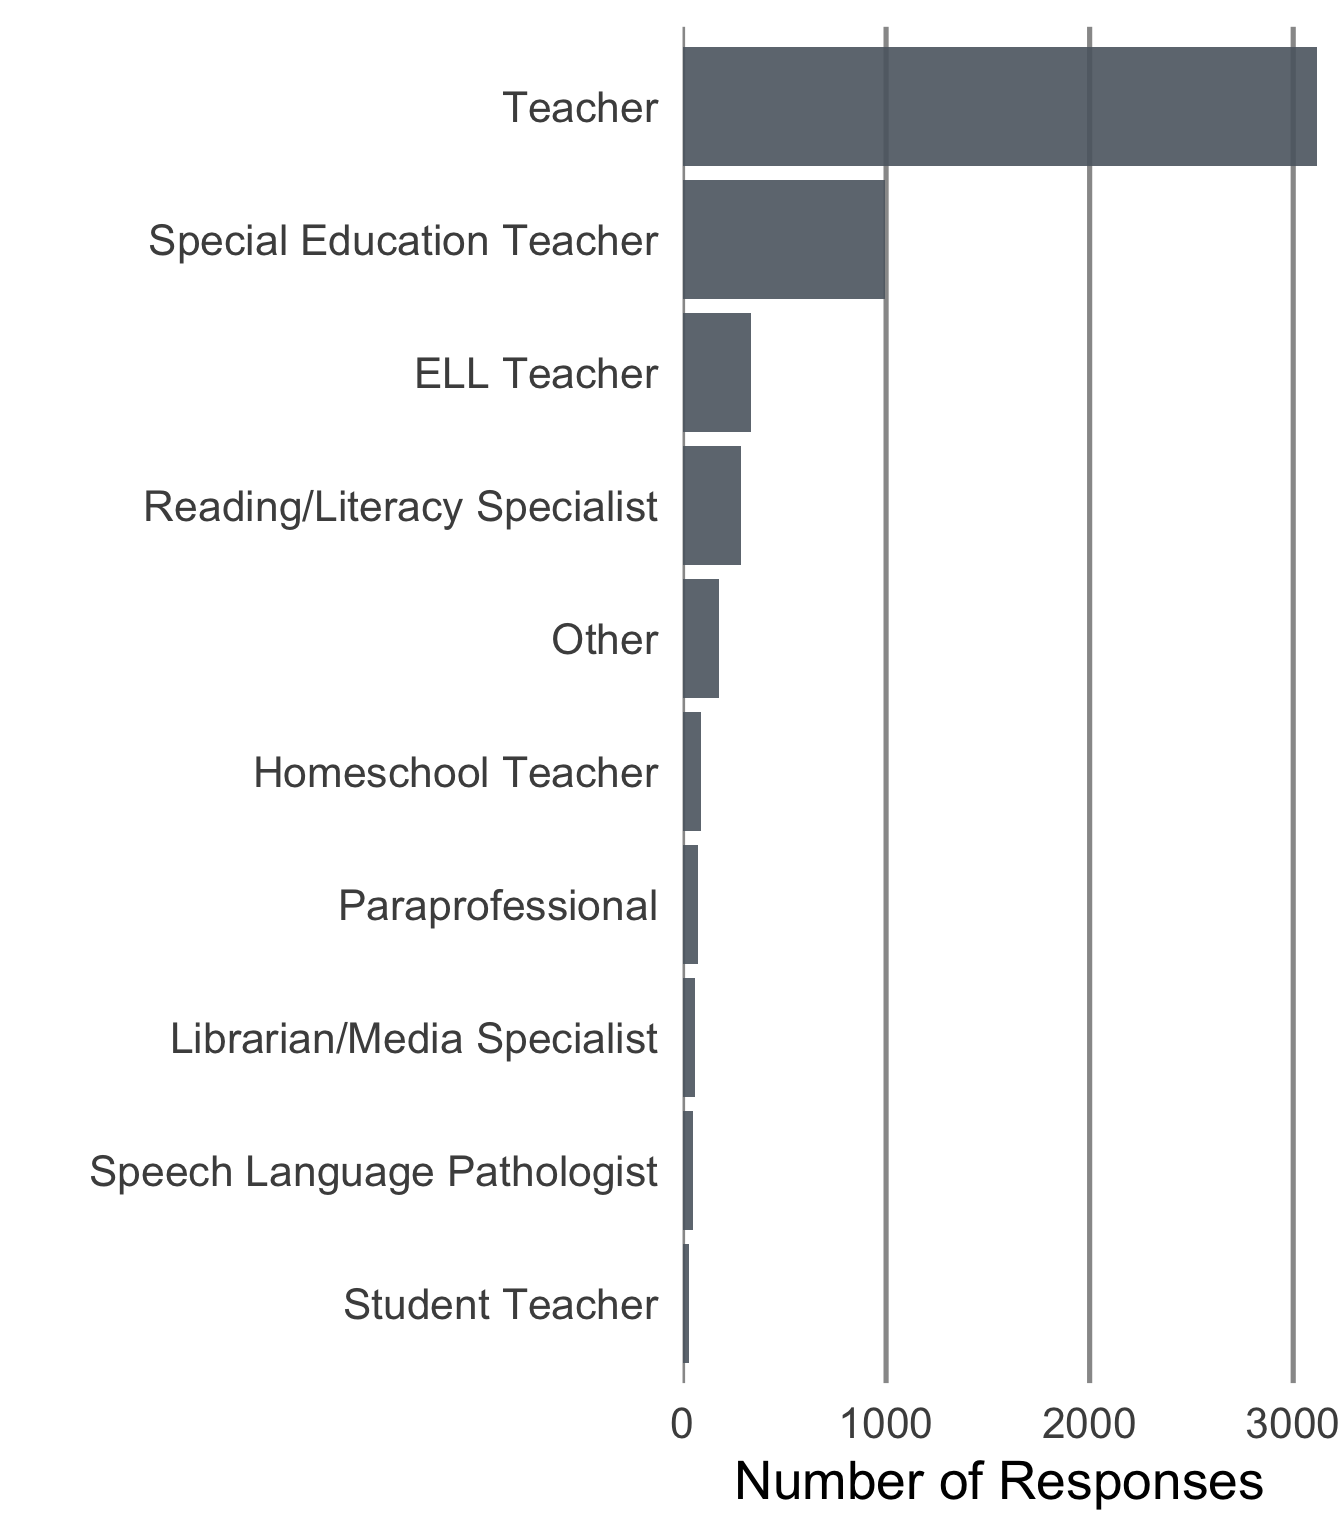 Teacher
Special Education Teacher
ELL Teacher
Reading/Literacy Specialist
Other
Homeschool Teacher
Paraprofessional
Librarian/Media Specialist
Speech Language Pathologist
Student Teacher
0 1000 2000 3000
Number of Responses